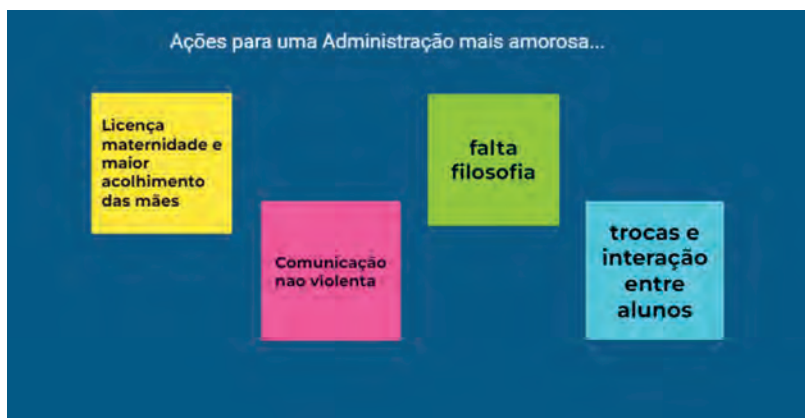 Ações para uma Administração mais amorosa...
Licença
maternidade e
maior
acolhimento
das mães
Comunicação
nao violenta
falta
filosofia
trocas e
interação
entre
alunos